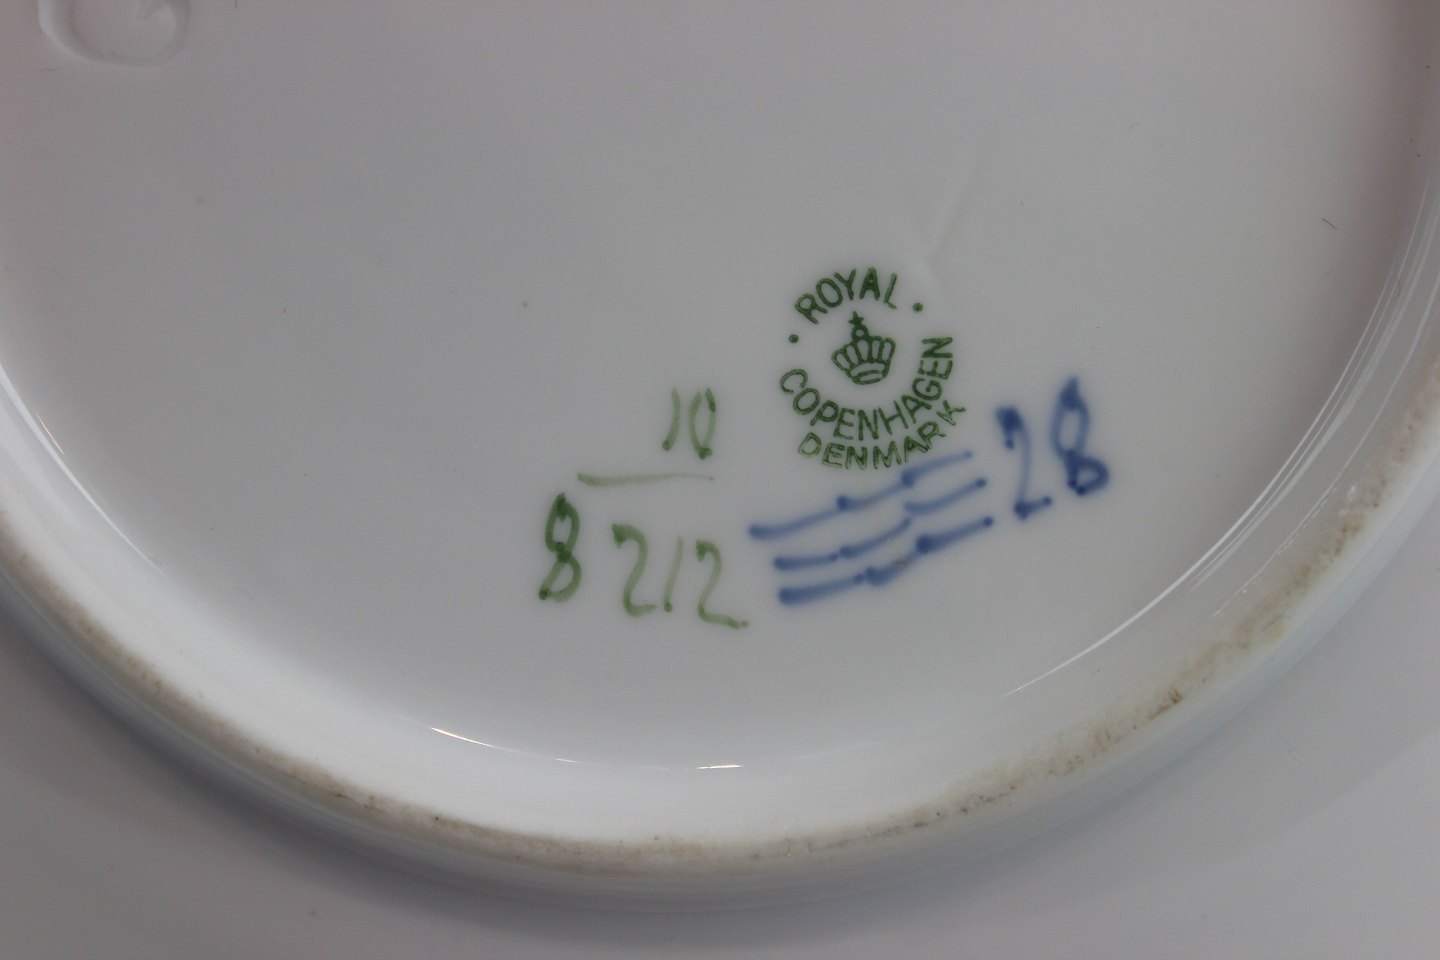 ROYAL
COPENHAGEN
DENMARK
10
8 212
28